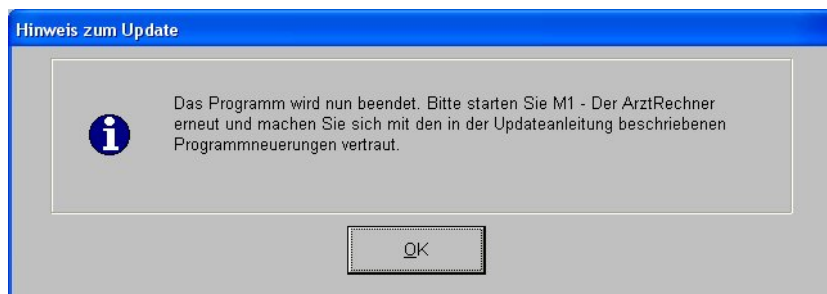 Hinweis zum Update
Das Programm wird nun beendet. Bitte starten Sie M1 - Der ArztRechner
erneut und machen Sie sich mit den in der Updateanleitung beschriebenen
Programmneuerungen vertraut.
OK